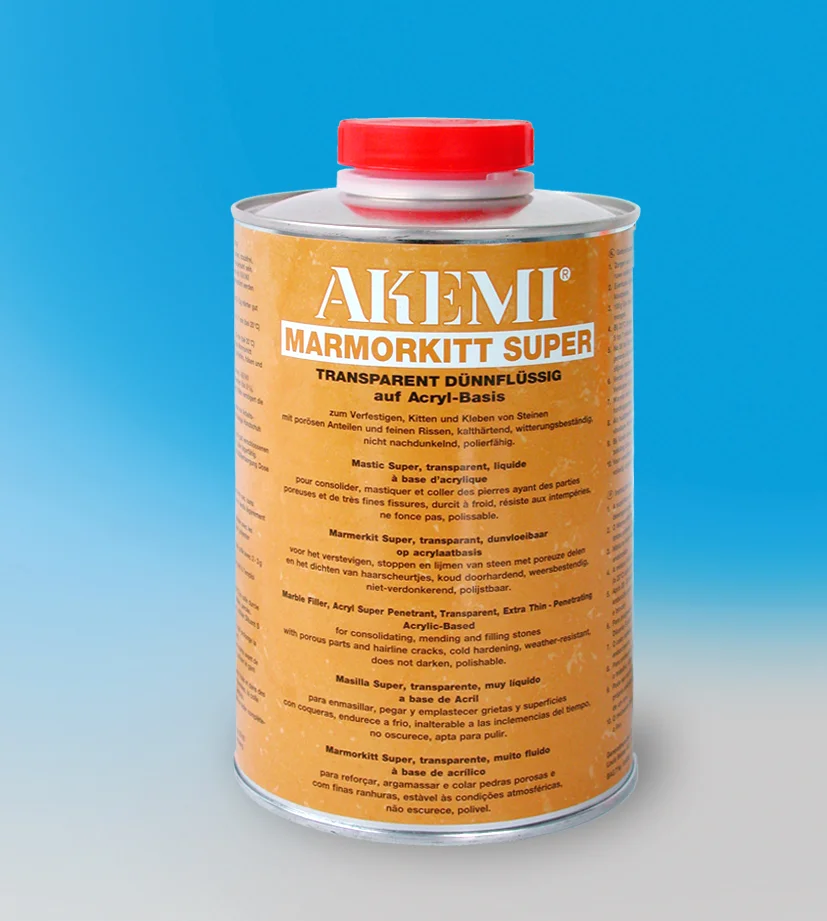 AKEMI®
MARMORKITT SUPER
TRANSPARENT DÜNNFLÜSSIG
auf Acryl-Basis
zum Verfestigen, Kitten und Kleben von Steinen
mit porösen Anteilen und feinen Rissen, kalthärtend, witterungsbeständig,
nicht nachdunkelnd, polierfähig.
Mastic Super, transparent, liquide
à base d'acrylique
pour consolider, mastiquer et coller des pierres ayant des parties
poreuses et de très fines fissures, durcit à froid, résiste aux intempéries,
ne fonce pas, polissable.
Marmerkit Super, transparant, dunvloeibaar
op acrylaatbasis
voor het verstevigen, stoppen en lijmen van steen met poreuze delen
en het dichten van haarscheurtjes, koud doorhardend, weersbestendig,
niet-verdonkerend, polijstbaar.
Marble Filler, Acryl Super Penetrant, Transparent, Extra Thin - Penetrating
Acrylic-Based
for consolidating, mending and filling stones
with porous parts and hairline cracks, cold hardening, weather-resistant,
does not darken, polishable.
Masilla Super, transparente, muy líquido
a base de Acril
para enmasillar, pegar y emplastecer grietas y superficies
con coqueras, endurece a frio, inalterable a las inclemencias del tiempo,
no oscurece, apta para pulir.
Marmorkitt Super, transparente, muito fluido
à base de acrílico
para reforçar, argamassar e colar pedras porosas e
com finas ranhuras, estàvel às condições atmosféricas,
não escurece, polível.